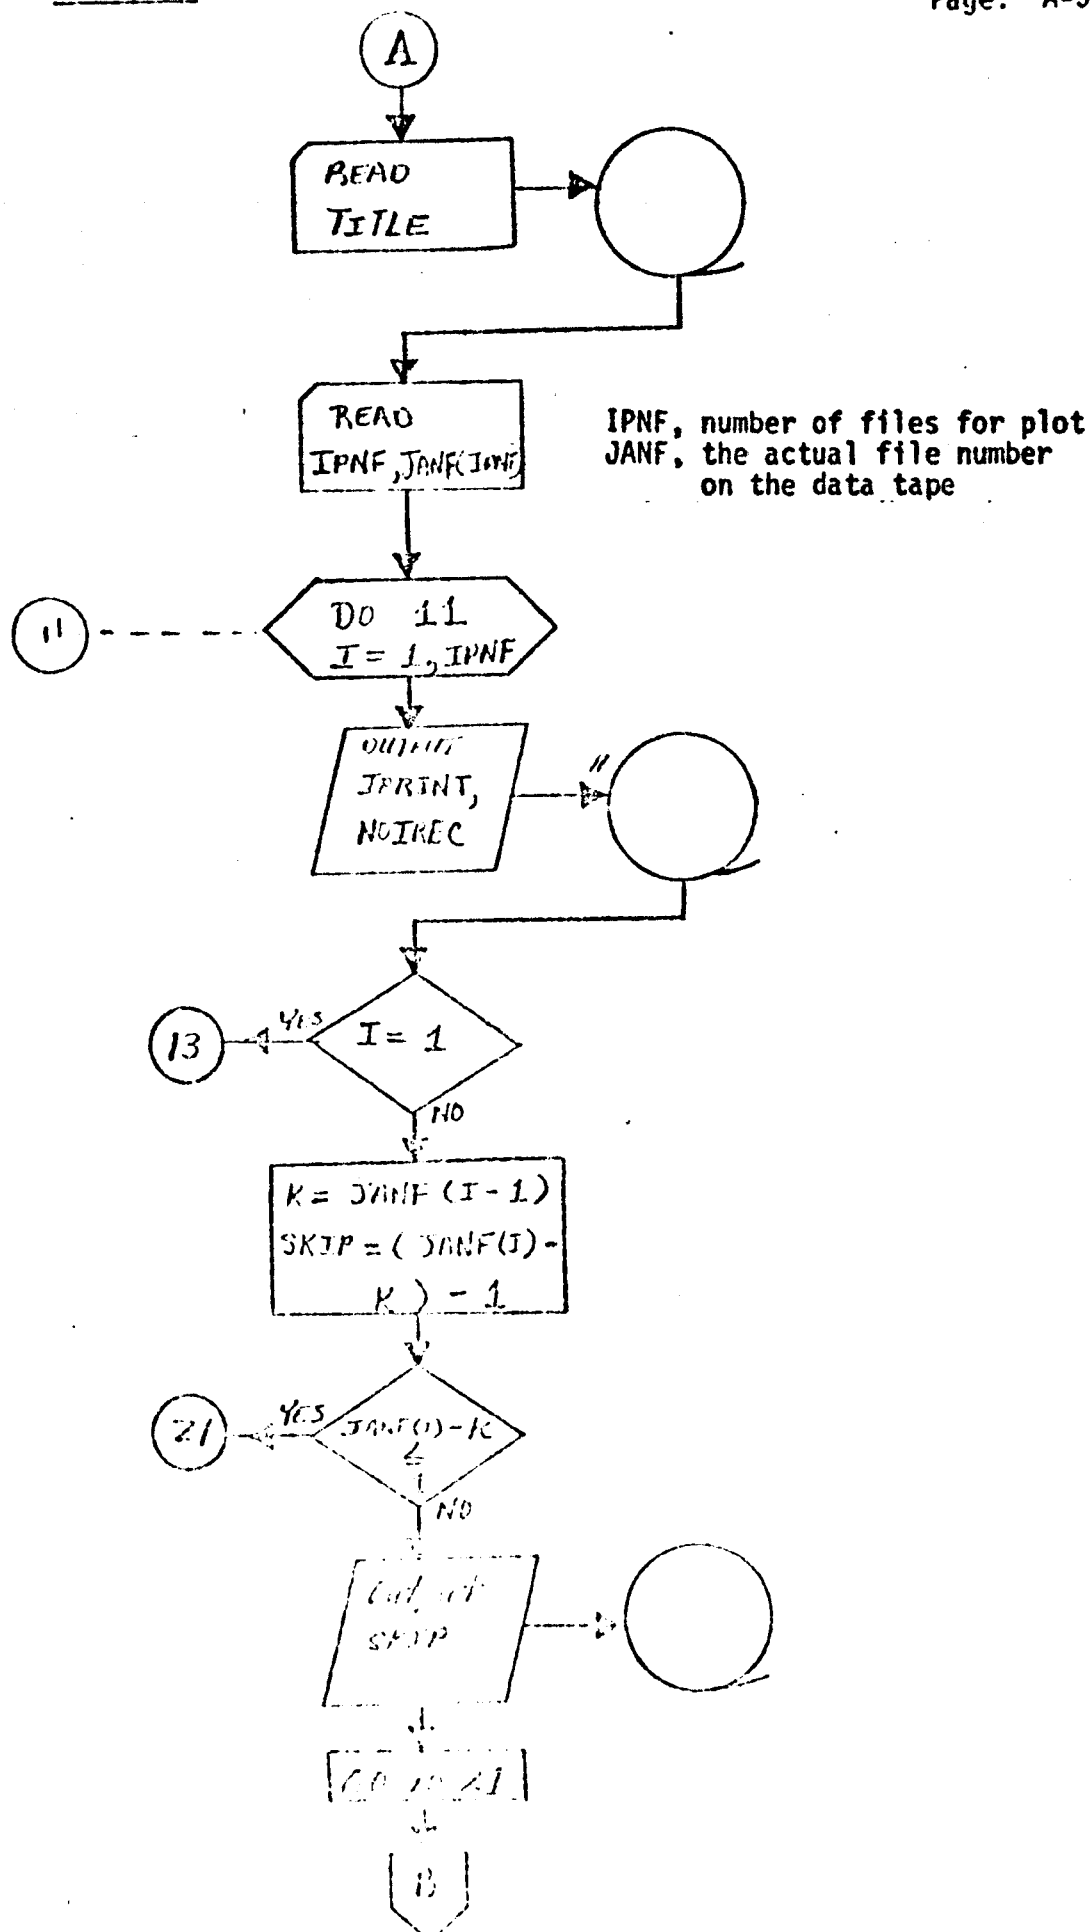 Page: A-
A
READ
TITLE
READ
IPNF, JANF(IPNF)
IPNF, number of files for plot
JANF, the actual file number
on the data tape
11
DO 11
I = 1, IPNF
OUTPUT
JPRINT,
NOIREC
YES
I = 1
13
NO
K = JANF (I - 1)
SKIP = ( JANF(I) -
K ) - 1
YES
JANF(I) - K
21
NO
Output
SKIP
GO TO 21
B